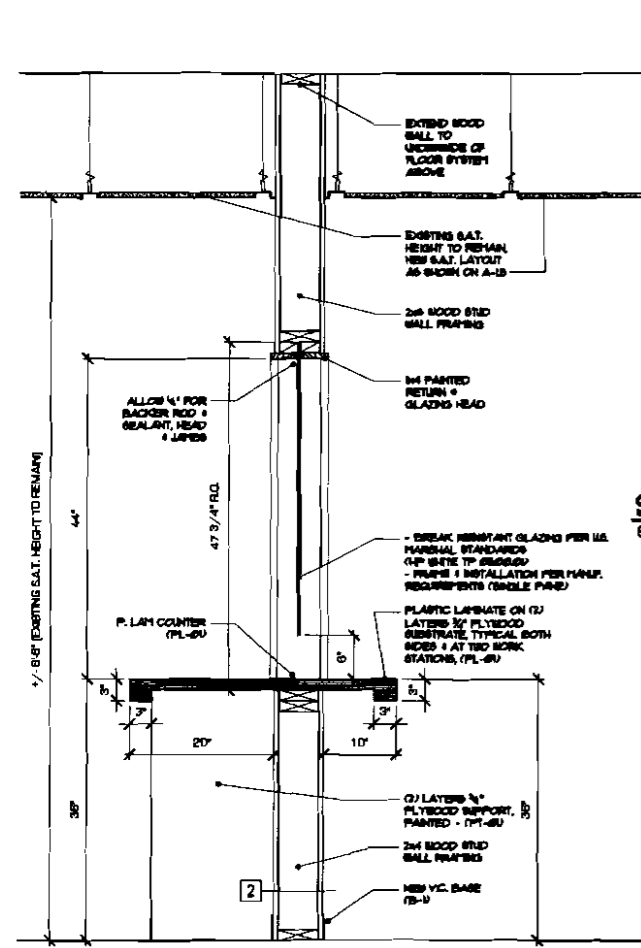 EXTEND WOOD
WALL TO
UNDERSIDE OF
FLOOR SYSTEM
ABOVE
EXISTING S.A.T.
HEIGHT TO REMAIN,
NEW S.A.T. LAYOUT
AS SHOWN ON
2x6 WOOD STUD
WALL FRAMING
ALLOW ¼" FOR
BACKER ROD &
SEALANT, HEAD
& JAMBS
1x4 PAINTED
RETURN @
GLAZING HEAD
+/- 8'-8" (EXISTING S.A.T. HEIGHT TO REMAIN)
44"
47 3/4" R.O.
- BREAK RESISTANT GLAZING PER U.S.
MARSHAL STANDARDS
- FRAME & INSTALLATION PER MANUF.
REQUIREMENTS (SINGLE PANE)
P. LAM COUNTER
6"
PLASTIC LAMINATE ON (2)
LAYERS ¾" PLYWOOD
SUBSTRATE, TYPICAL BOTH
SIDES & AT TWO WORK
STATIONS,
3"
3"
3"
3"
20"
10"
36"
(2) LAYERS ¾"
PLYWOOD SUPPORT,
PAINTED -
36"
2x4 WOOD STUD
WALL FRAMING
2
NEW V.C. BASE